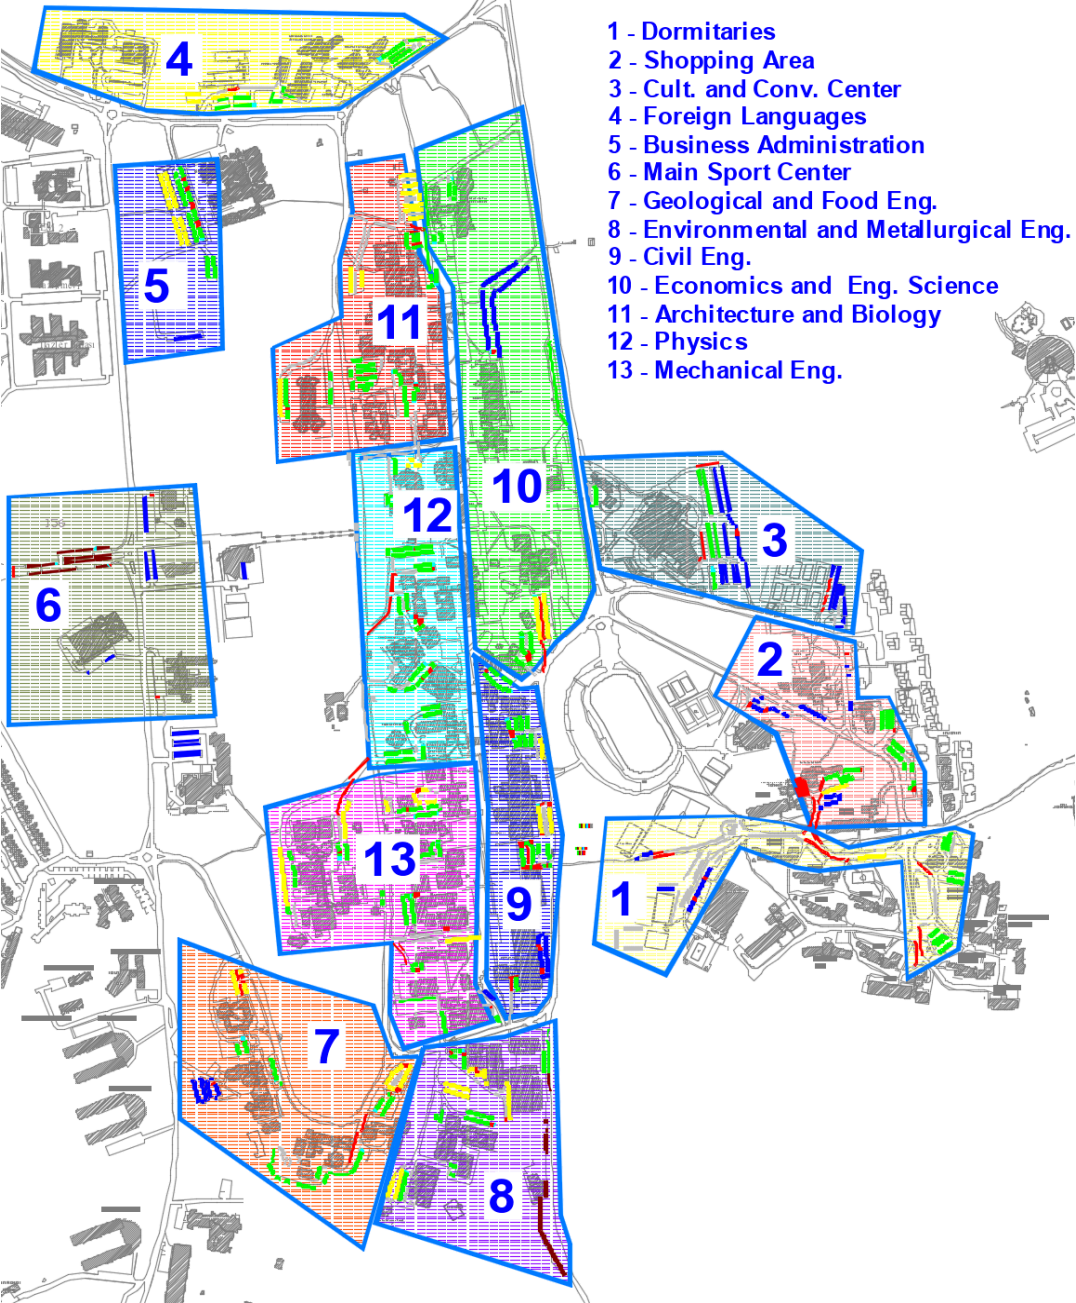 1 - Dormitaries
2 - Shopping Area
3 - Cult. and Conv. Center
4 - Foreign Languages
5 - Business Administration
6 - Main Sport Center
7 - Geological and Food Eng.
8 - Environmental and Metallurgical Eng.
9 - Civil Eng.
10 - Economics and Eng. Science
11 - Architecture and Biology
12 - Physics
13 - Mechanical Eng.
4
5
11
10
12
3
156
6
2
13
9
1
7
8